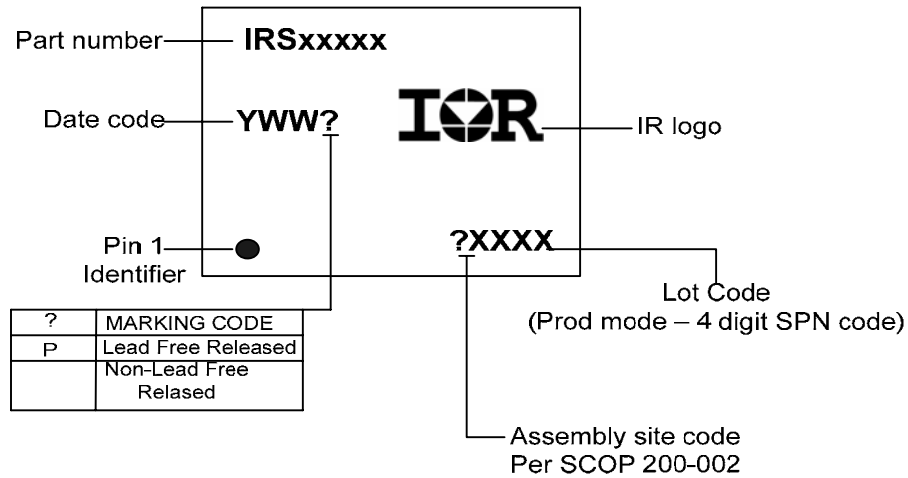 Part number
IRSxxxxx
Date code
YWW?
IOR
IR logo
Pin 1
Identifier
?XXXX
Lot Code
(Prod mode – 4 digit SPN code)
? MARKING CODE
P Lead Free Released
Non-Lead Free
Relased
Assembly site code
Per SCOP 200-002